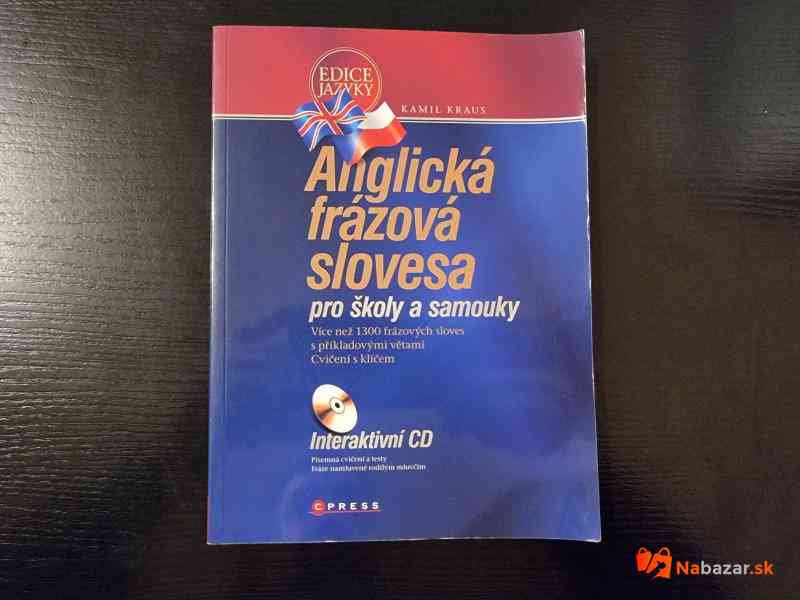 EDICE
JAZYKY
KAMIL KRAUS
Anglická
frázová
slovesa
pro školy a samouky
Více než 1300 frázových sloves
s příkladovými větami
Cvičení s klíčem
Interaktivní CD
Písemná cvičení a testy
Fráze namluvené rodilým mluvčím
CPRESS
Nabazar.sk